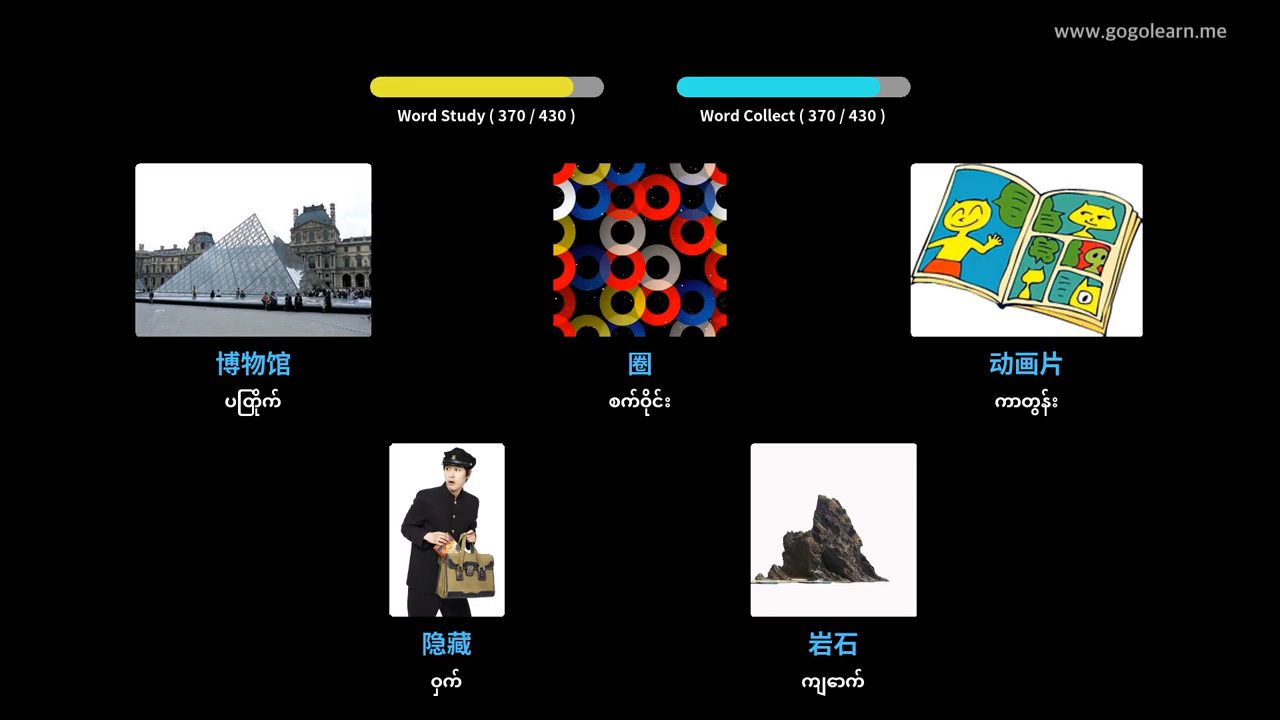 www.gogolearn.me
Word Study ( 370 / 430 )
Word Collect ( 370 / 430 )
博物馆
ပတြိုက်
圈
စက်ဝိုင်း
动画片
ကာတွန်း
隐藏
ဝှက်
岩石
ကျဓောက်